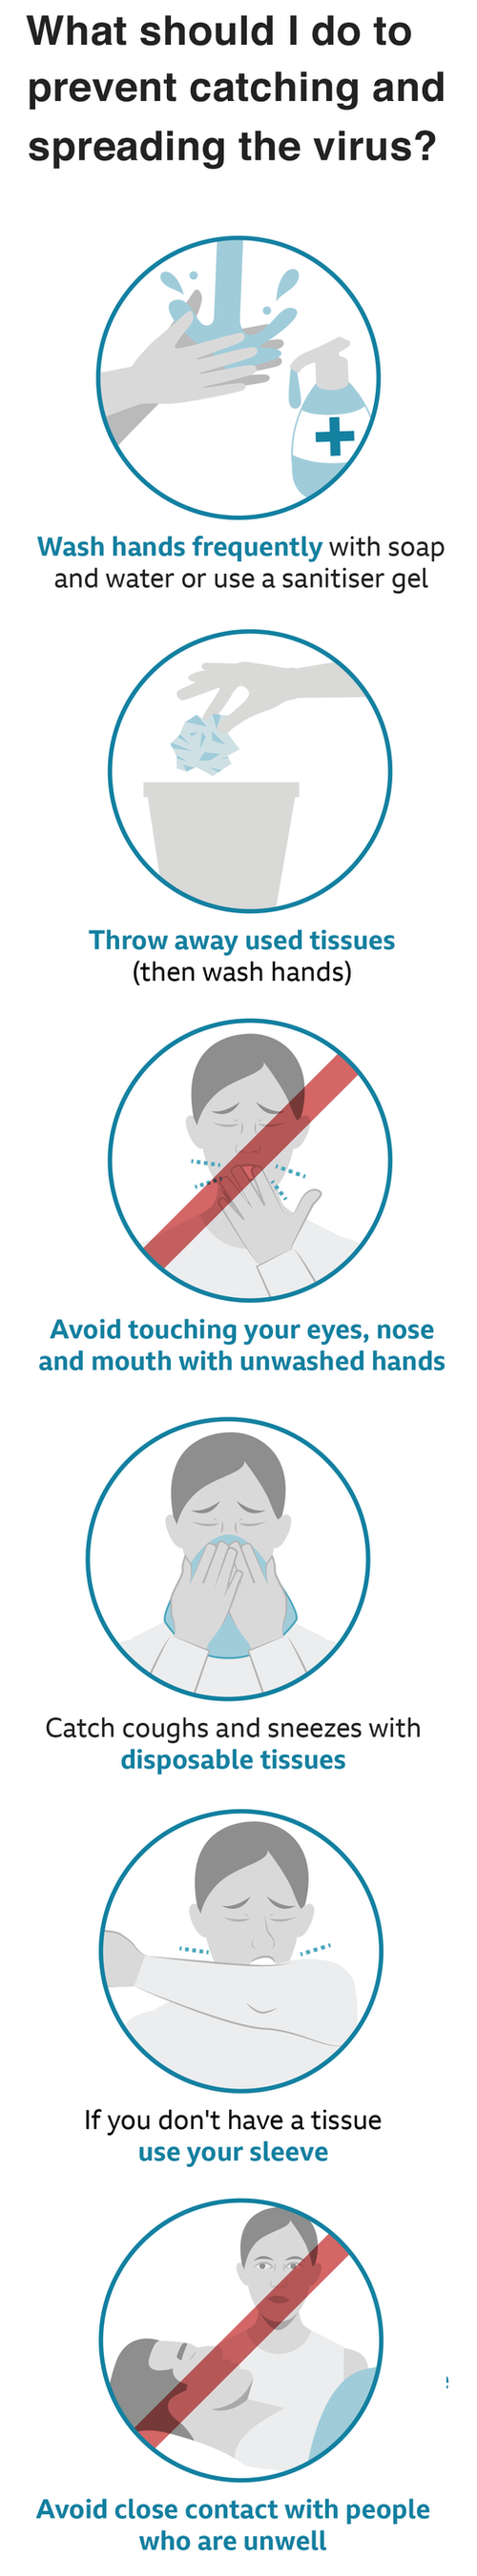 What should I do to
prevent catching and
spreading the virus?
Wash hands frequently with soap
and water or use a sanitiser gel
Throw away used tissues
(then wash hands)
Avoid touching your eyes, nose
and mouth with unwashed hands
Catch coughs and sneezes with
disposable tissues
If you don't have a tissue
use your sleeve
Avoid close contact with people
who are unwell